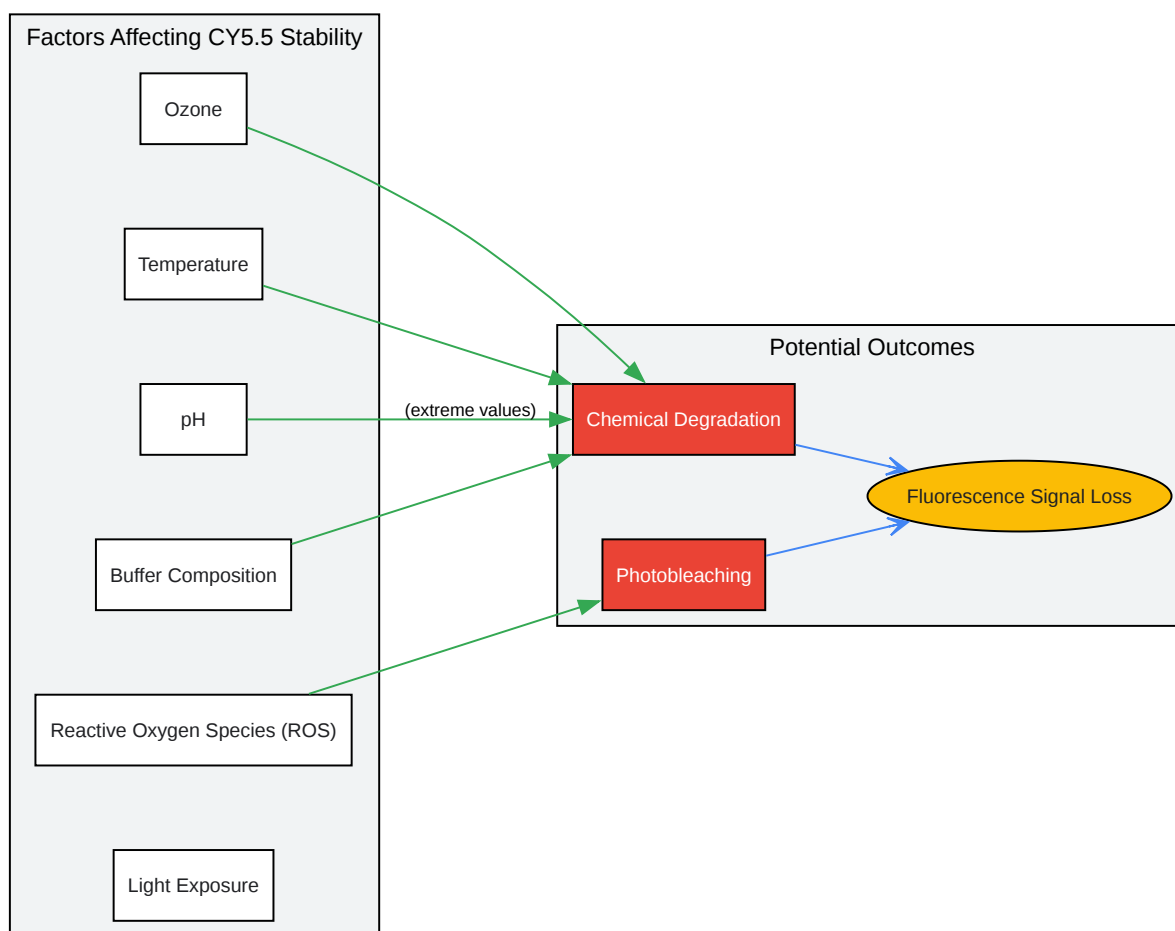 Factors Affecting CY5.5 Stability
Ozone
Temperature
pH
(extreme values)
Buffer Composition
Reactive Oxygen Species (ROS)
Light Exposure
Potential Outcomes
Chemical Degradation
Photobleaching
Fluorescence Signal Loss